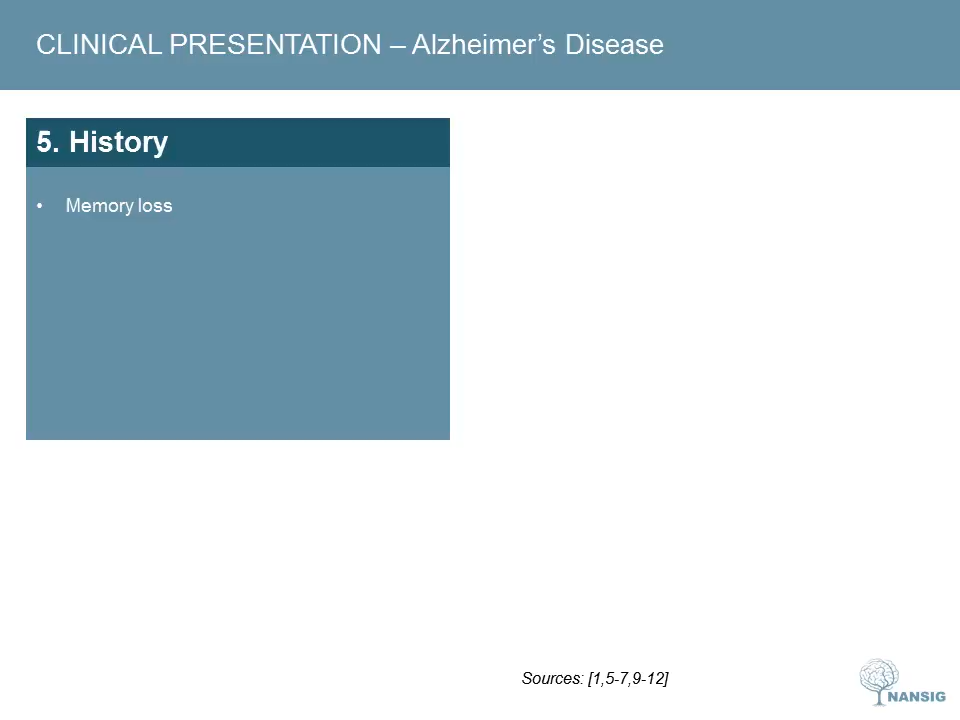 CLINICAL PRESENTATION – Alzheimer’s Disease
5. History
• Memory loss
Sources: [1,5-7,9-12]
NANSIG